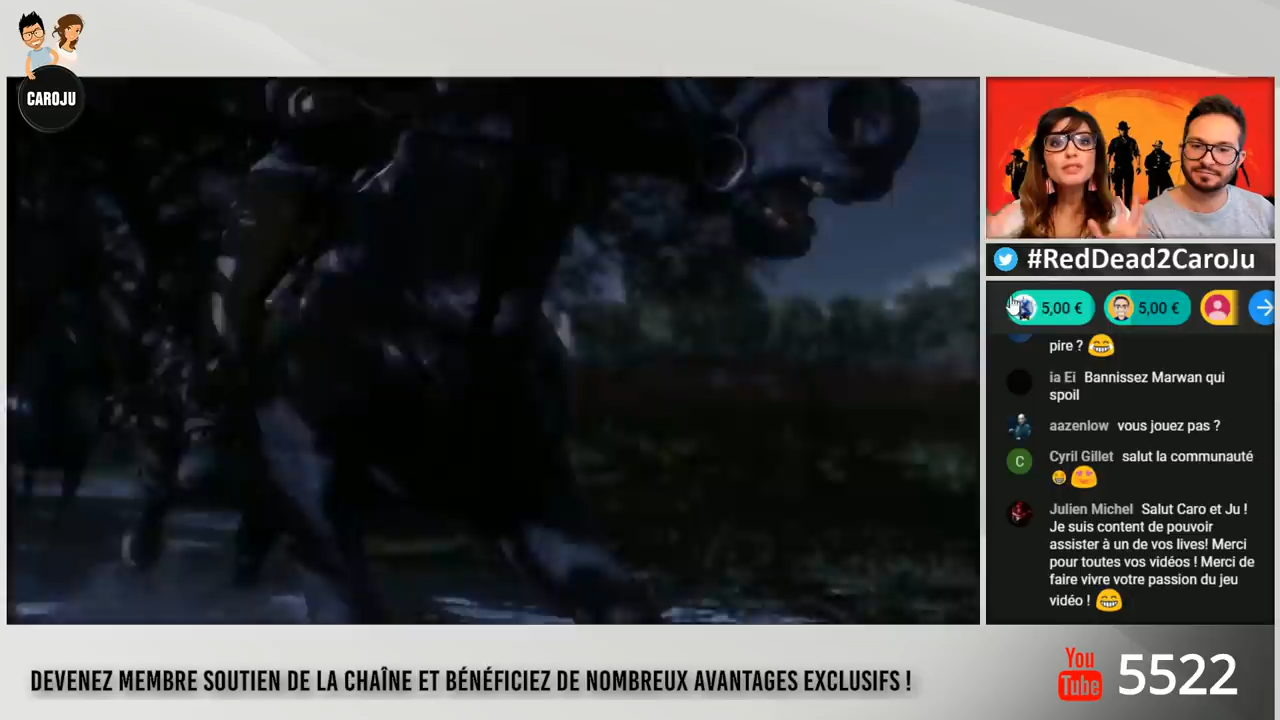 CAROJU
#RedDead2CaroJu
5,00 €
5,00 €
pire ? 😂
ia Ei Bannissez Marwan qui
spoil
aazenlow vous jouez pas ?
C
Cyril Gillet salut la communauté
😁😍
Julien Michel Salut Caro et Ju !
Je suis content de pouvoir
assister à un de vos lives! Merci
pour toutes vos vidéos ! Merci de
faire vivre votre passion du jeu
vidéo ! 😁
DEVENEZ MEMBRE SOUTIEN DE LA CHAÎNE ET BÉNÉFICIEZ DE NOMBREUX AVANTAGES EXCLUSIFS !
You
Tube
5522